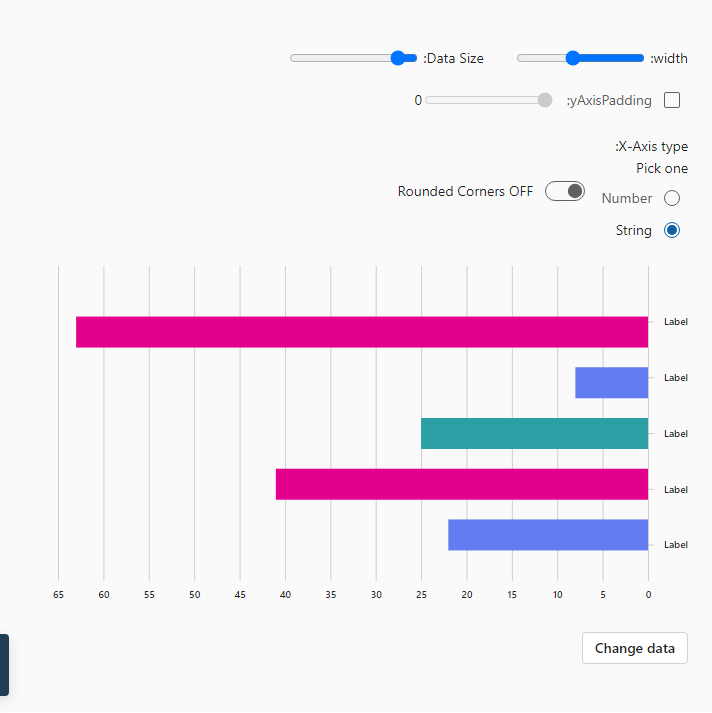 :width
:Data Size
:yAxisPadding
0
:X-Axis type
Pick one
Number
Rounded Corners OFF
String
Label
Label
Label
Label
Label
65 60 55 50 45 40 35 30 25 20 15 10 5 0
Change data